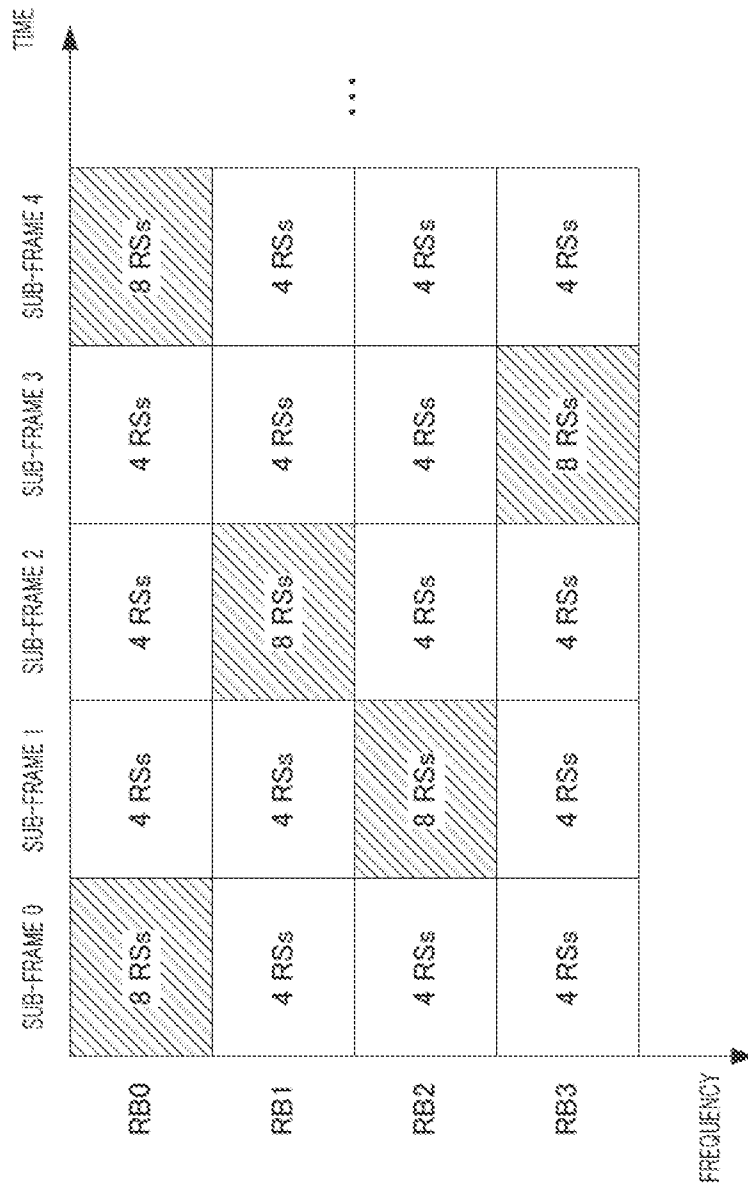 TIME
SUB-FRAME 0 SUB-FRAME 1 SUB-FRAME 2 SUB-FRAME 3 SUB-FRAME 4
RB0 8 RSs 4 RSs 4 RSs 4 RSs 8 RSs
RB1 4 RSs 4 RSs 8 RSs 4 RSs 4 RSs
...
RB2 4 RSs 8 RSs 4 RSs 4 RSs 4 RSs
RB3 4 RSs 4 RSs 4 RSs 8 RSs 4 RSs
FREQUENCY